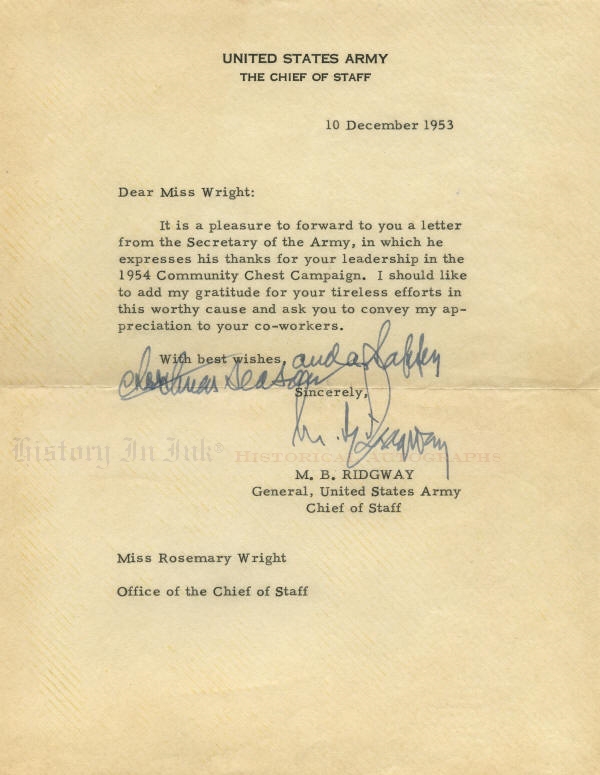 UNITED STATES ARMY
THE CHIEF OF STAFF
10 December 1953
Dear Miss Wright:
It is a pleasure to forward to you a letter
from the Secretary of the Army, in which he
expresses his thanks for your leadership in the
1954 Community Chest Campaign. I should like
to add my gratitude for your tireless efforts in
this worthy cause and ask you to convey my ap-
preciation to your co-workers.
With best wishes, and a Happy
Christmas Season
Sincerely,
M. B. Ridgway
History In Ink® HISTORICAL AUTOGRAPHS
M. B. RIDGWAY
General, United States Army
Chief of Staff
Miss Rosemary Wright
Office of the Chief of Staff